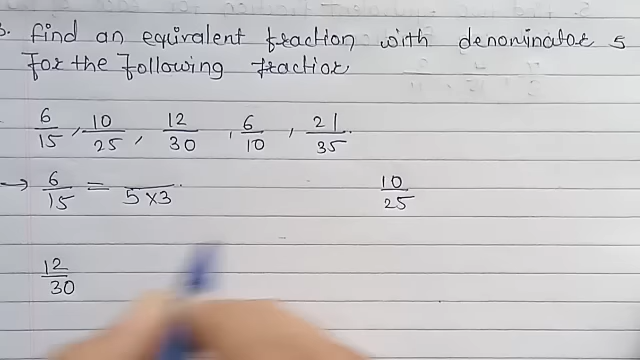 3. find an equivalent fraction with denominator 5
For the following fraction
6/15, 10/25, 12/30, 6/10, 21/35.
→ 6/15 = /5×3 10/25
12/30